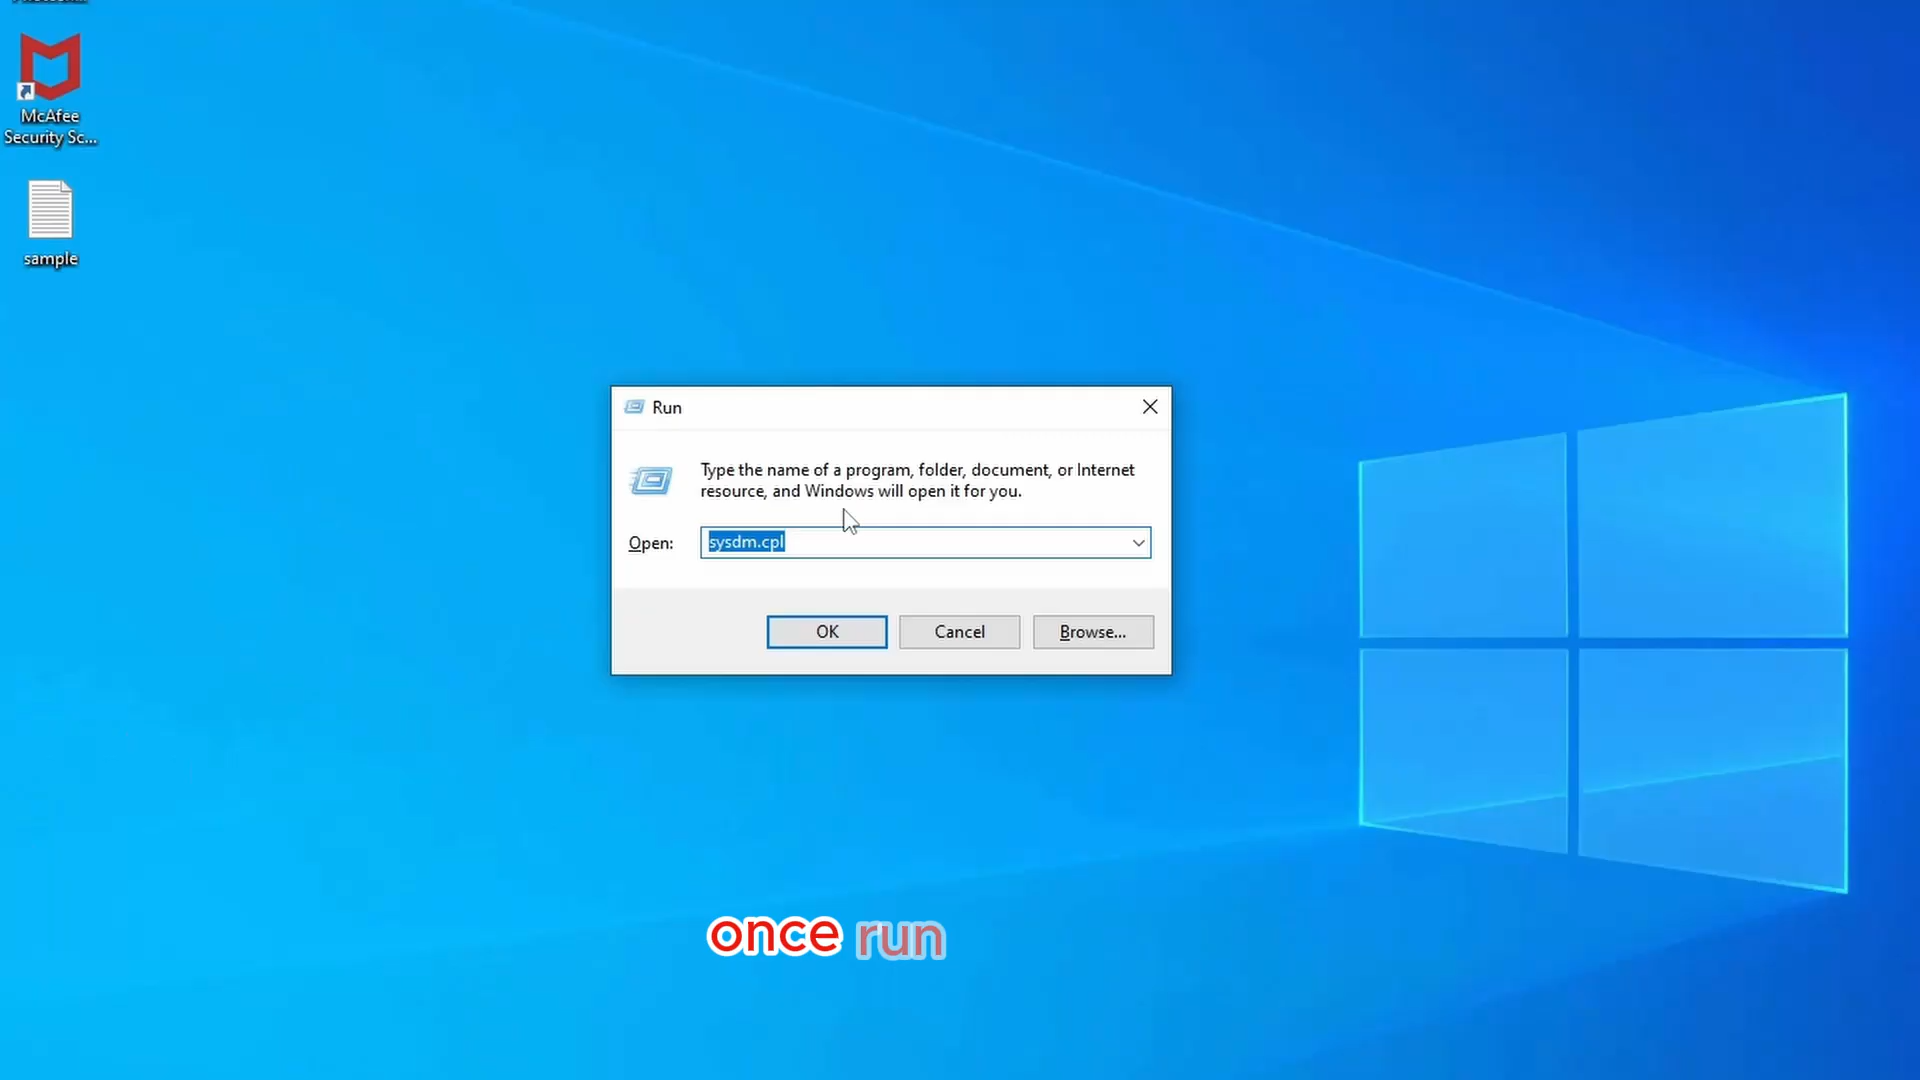 McAfee
Security Sc...
sample
Run
Type the name of a program, folder, document, or Internet
resource, and Windows will open it for you.
Open: sysdm.cpl
OK Cancel Browse...
once run